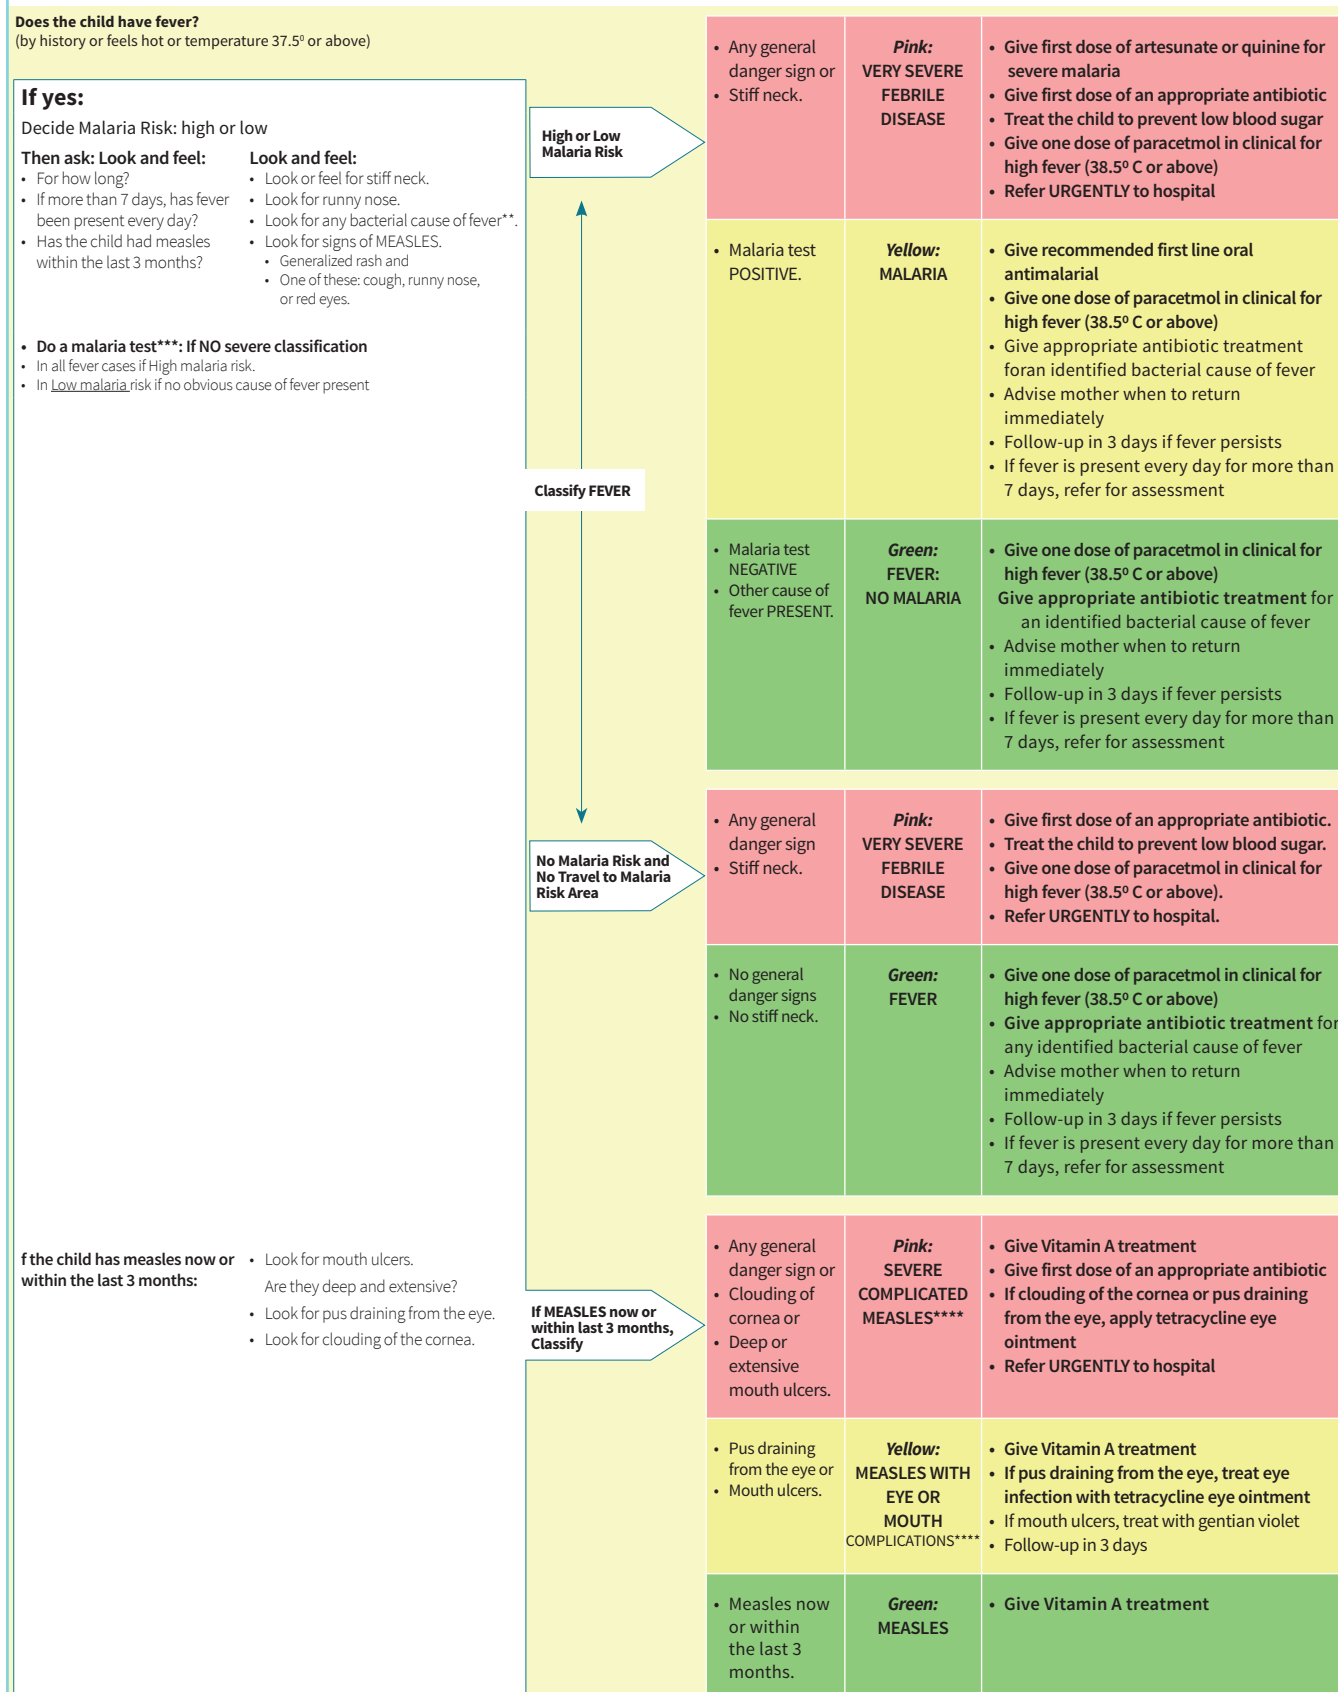 Does the child have fever?
(by history or feels hot or temperature 37.5⁰ or above)
If yes:
Decide Malaria Risk: high or low
Then ask: Look and feel:
• For how long?
• If more than 7 days, has fever
been present every day?
• Has the child had measles
within the last 3 months?
Look and feel:
• Look or feel for stiff neck.
• Look for runny nose.
• Look for any bacterial cause of fever**.
• Look for signs of MEASLES.
• Generalized rash and
• One of these: cough, runny nose,
or red eyes.
• Do a malaria test***: If NO severe classification
• In all fever cases if High malaria risk.
• In Low malaria risk if no obvious cause of fever present
Classify FEVER
High or Low
Malaria Risk
• Any general
danger sign or
• Stiff neck.
Pink:
VERY SEVERE
FEBRILE
DISEASE
• Give first dose of artesunate or quinine for
severe malaria
• Give first dose of an appropriate antibiotic
• Treat the child to prevent low blood sugar
• Give one dose of paracetmol in clinical for
high fever (38.5⁰ C or above)
• Refer URGENTLY to hospital
• Malaria test
POSITIVE.
Yellow:
MALARIA
• Give recommended first line oral
antimalarial
• Give one dose of paracetmol in clinical for
high fever (38.5⁰ C or above)
• Give appropriate antibiotic treatment
foran identified bacterial cause of fever
• Advise mother when to return
immediately
• Follow-up in 3 days if fever persists
• If fever is present every day for more than
7 days, refer for assessment
• Malaria test
NEGATIVE
• Other cause of
fever PRESENT.
Green:
FEVER:
NO MALARIA
• Give one dose of paracetmol in clinical for
high fever (38.5⁰ C or above)
Give appropriate antibiotic treatment for
an identified bacterial cause of fever
• Advise mother when to return
immediately
• Follow-up in 3 days if fever persists
• If fever is present every day for more than
7 days, refer for assessment
No Malaria Risk and
No Travel to Malaria
Risk Area
• Any general
danger sign
• Stiff neck.
Pink:
VERY SEVERE
FEBRILE
DISEASE
• Give first dose of an appropriate antibiotic.
• Treat the child to prevent low blood sugar.
• Give one dose of paracetmol in clinical for
high fever (38.5⁰ C or above).
• Refer URGENTLY to hospital.
• No general
danger signs
• No stiff neck.
Green:
FEVER
• Give one dose of paracetmol in clinical for
high fever (38.5⁰ C or above)
• Give appropriate antibiotic treatment for
any identified bacterial cause of fever
• Advise mother when to return
immediately
• Follow-up in 3 days if fever persists
• If fever is present every day for more than
7 days, refer for assessment
f the child has measles now or
within the last 3 months:
• Look for mouth ulcers.
Are they deep and extensive?
• Look for pus draining from the eye.
• Look for clouding of the cornea.
If MEASLES now or
within last 3 months,
Classify
• Any general
danger sign or
• Clouding of
cornea or
• Deep or
extensive
mouth ulcers.
Pink:
SEVERE
COMPLICATED
MEASLES****
• Give Vitamin A treatment
• Give first dose of an appropriate antibiotic
• If clouding of the cornea or pus draining
from the eye, apply tetracycline eye
ointment
• Refer URGENTLY to hospital
• Pus draining
from the eye or
• Mouth ulcers.
Yellow:
MEASLES WITH
EYE OR
MOUTH
COMPLICATIONS****
• Give Vitamin A treatment
• If pus draining from the eye, treat eye
infection with tetracycline eye ointment
• If mouth ulcers, treat with gentian violet
• Follow-up in 3 days
• Measles now
or within
the last 3
months.
Green:
MEASLES
• Give Vitamin A treatment